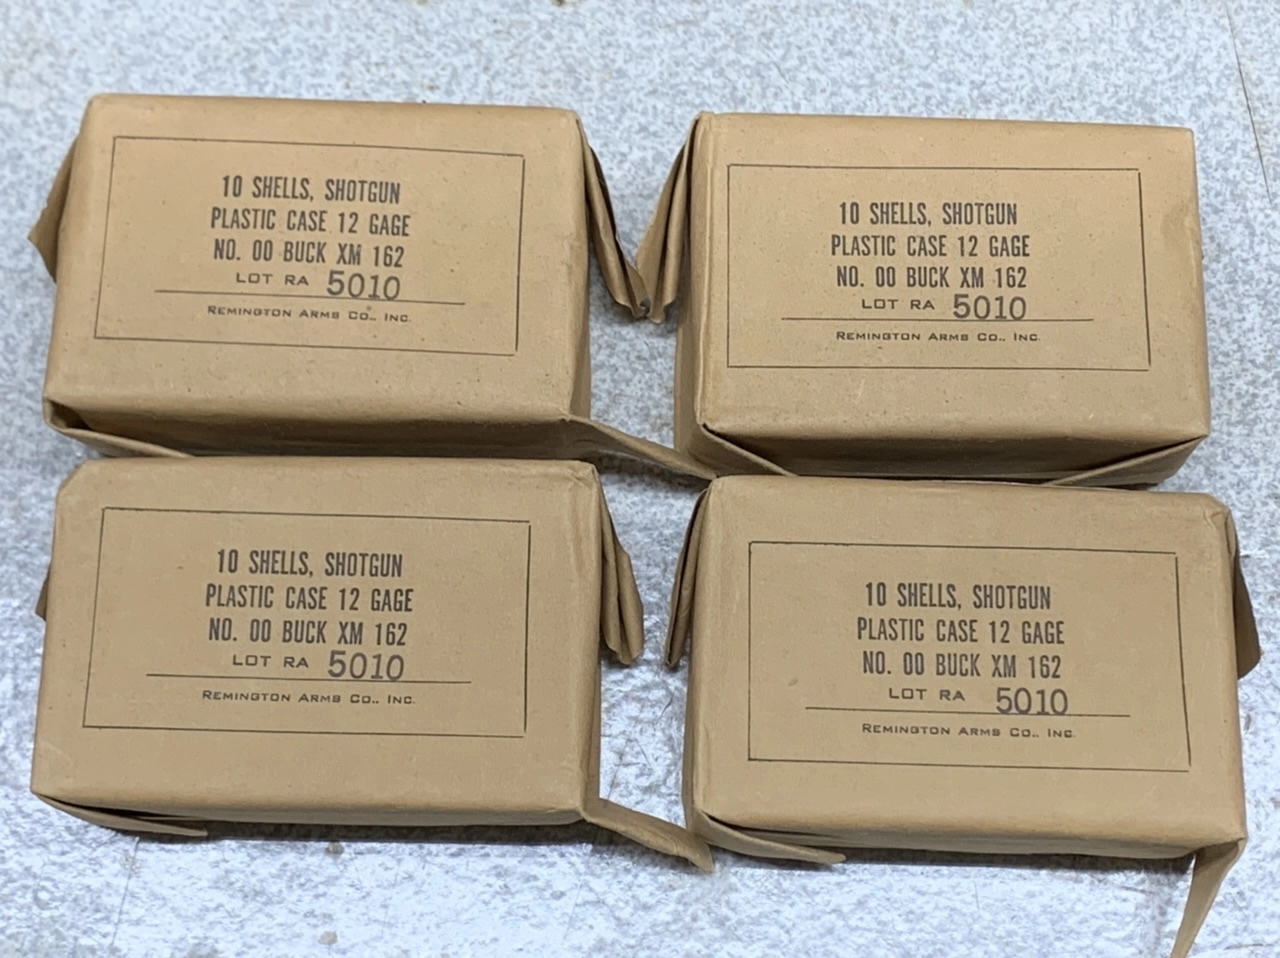 10 SHELLS, SHOTGUN
PLASTIC CASE 12 GAGE
NO. 00 BUCK XM 162
LOT RA 5010
REMINGTON ARMS CO., INC.
10 SHELLS, SHOTGUN
PLASTIC CASE 12 GAGE
NO. 00 BUCK XM 162
LOT RA 5010
REMINGTON ARMS CO., INC.
10 SHELLS, SHOTGUN
PLASTIC CASE 12 GAGE
NO. 00 BUCK XM 162
LOT RA 5010
REMINGTON ARMS CO., INC.
10 SHELLS, SHOTGUN
PLASTIC CASE 12 GAGE
NO. 00 BUCK XM 162
LOT RA 5010
REMINGTON ARMS CO., INC.